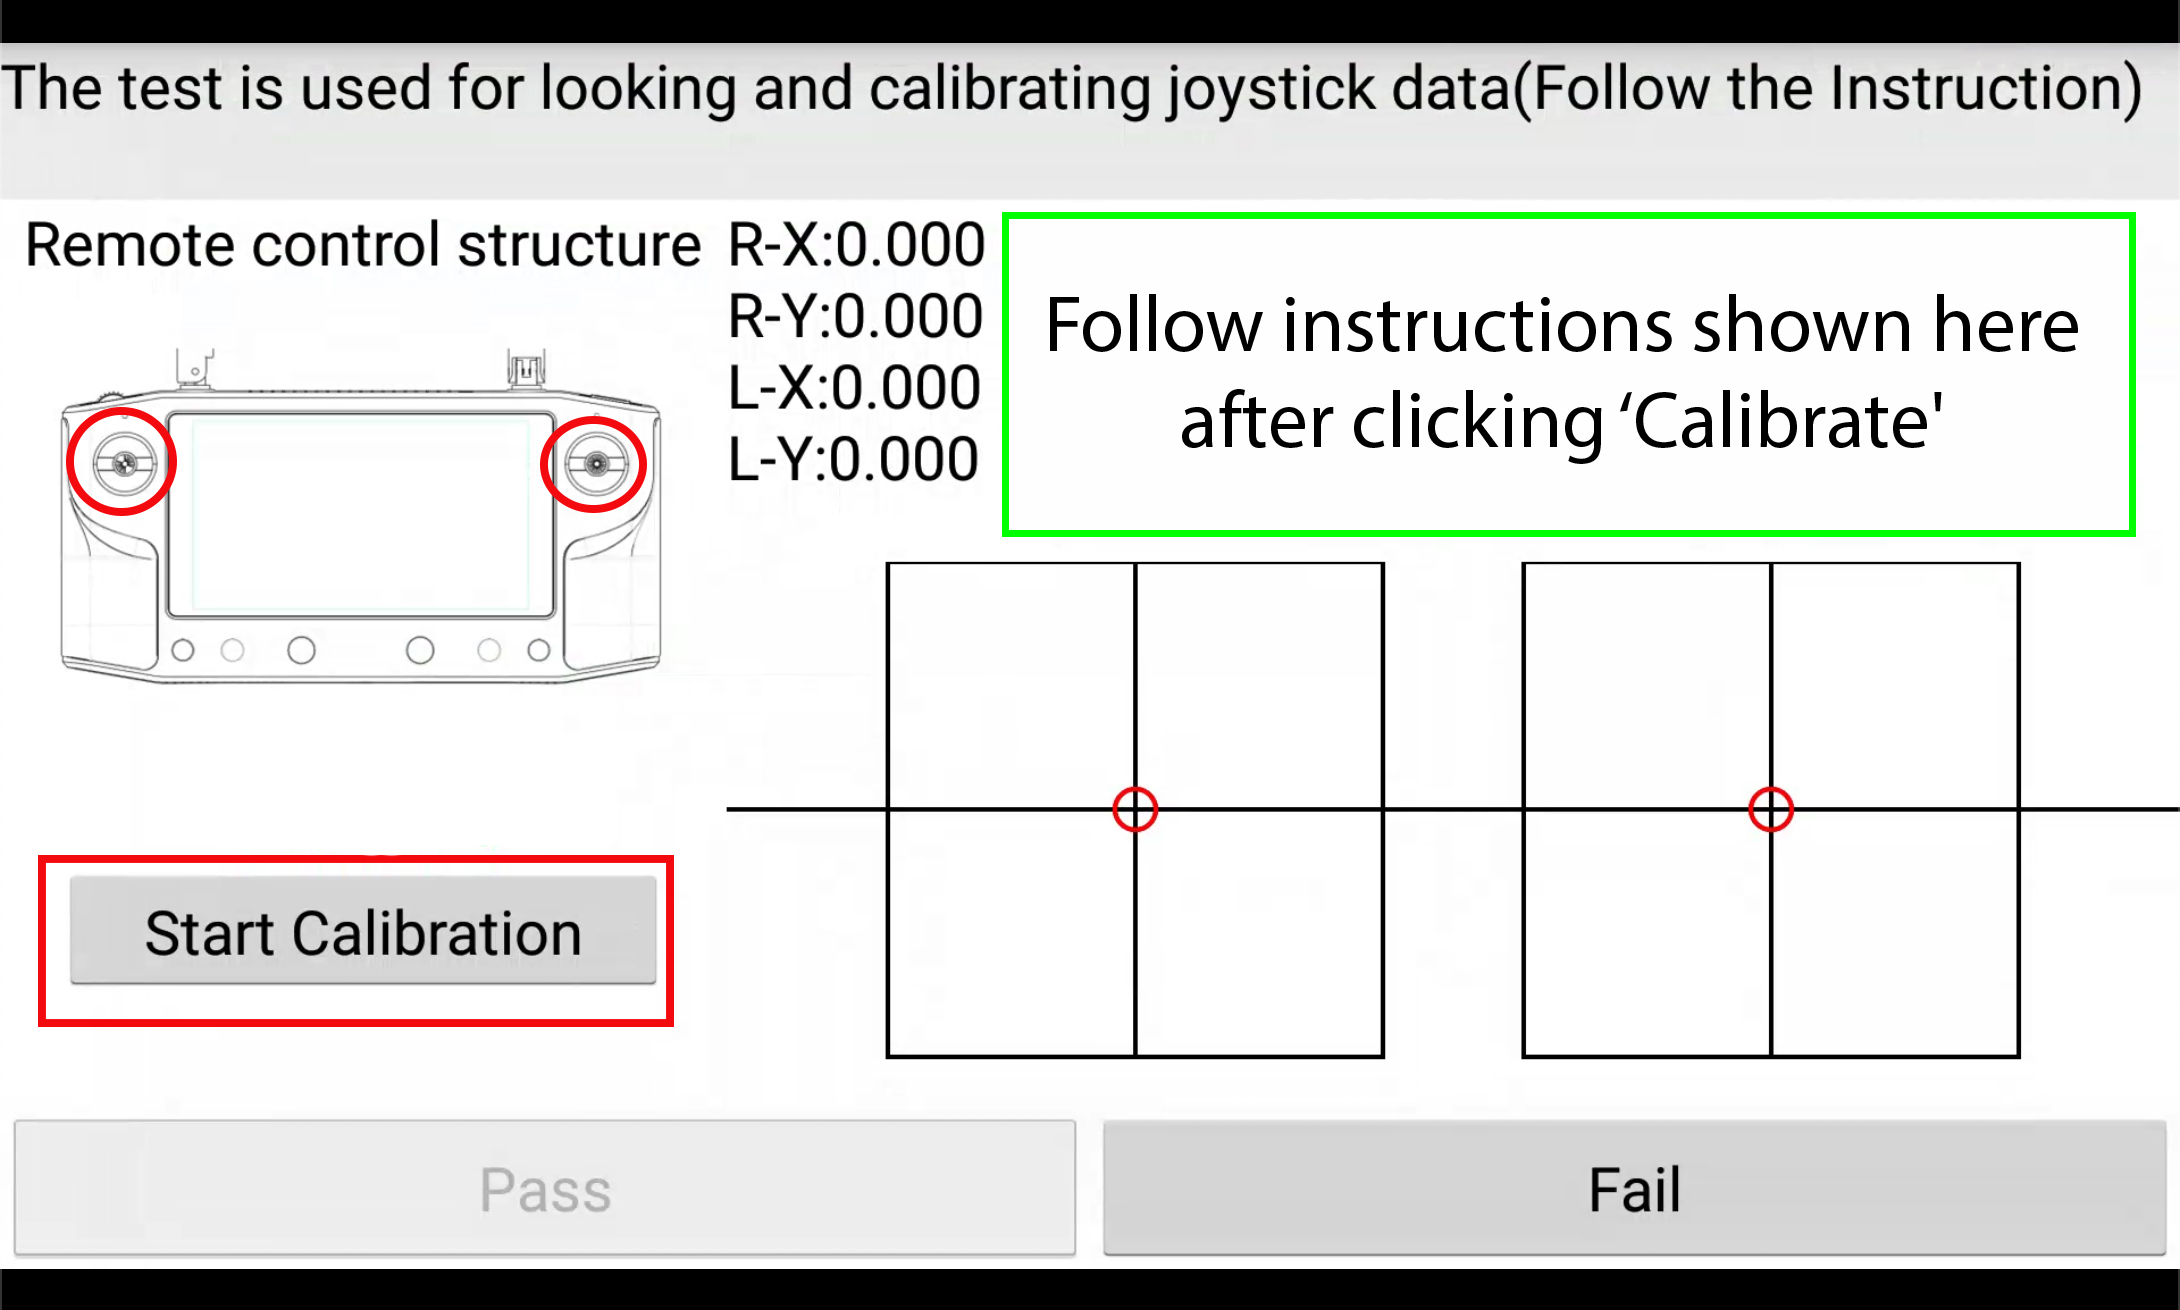 The test is used for looking and calibrating joystick data(Follow the Instruction)
Remote control structure
R-X:0.000
R-Y:0.000
L-X:0.000
L-Y:0.000
Follow instructions shown here
after clicking ‘Calibrate'
Start Calibration
Pass
Fail